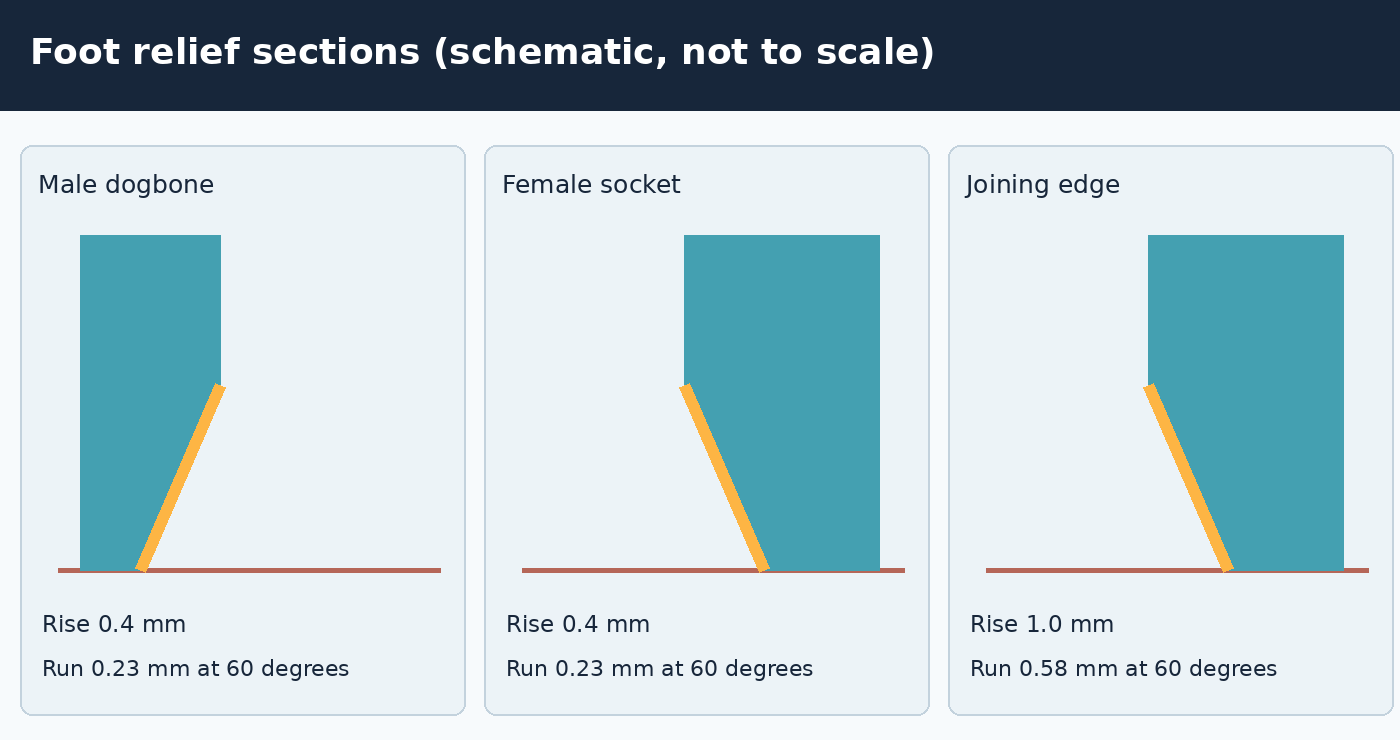 Foot relief sections (schematic, not to scale)
Male dogbone
Rise 0.4 mm
Run 0.23 mm at 60 degrees
Female socket
Rise 0.4 mm
Run 0.23 mm at 60 degrees
Joining edge
Rise 1.0 mm
Run 0.58 mm at 60 degrees